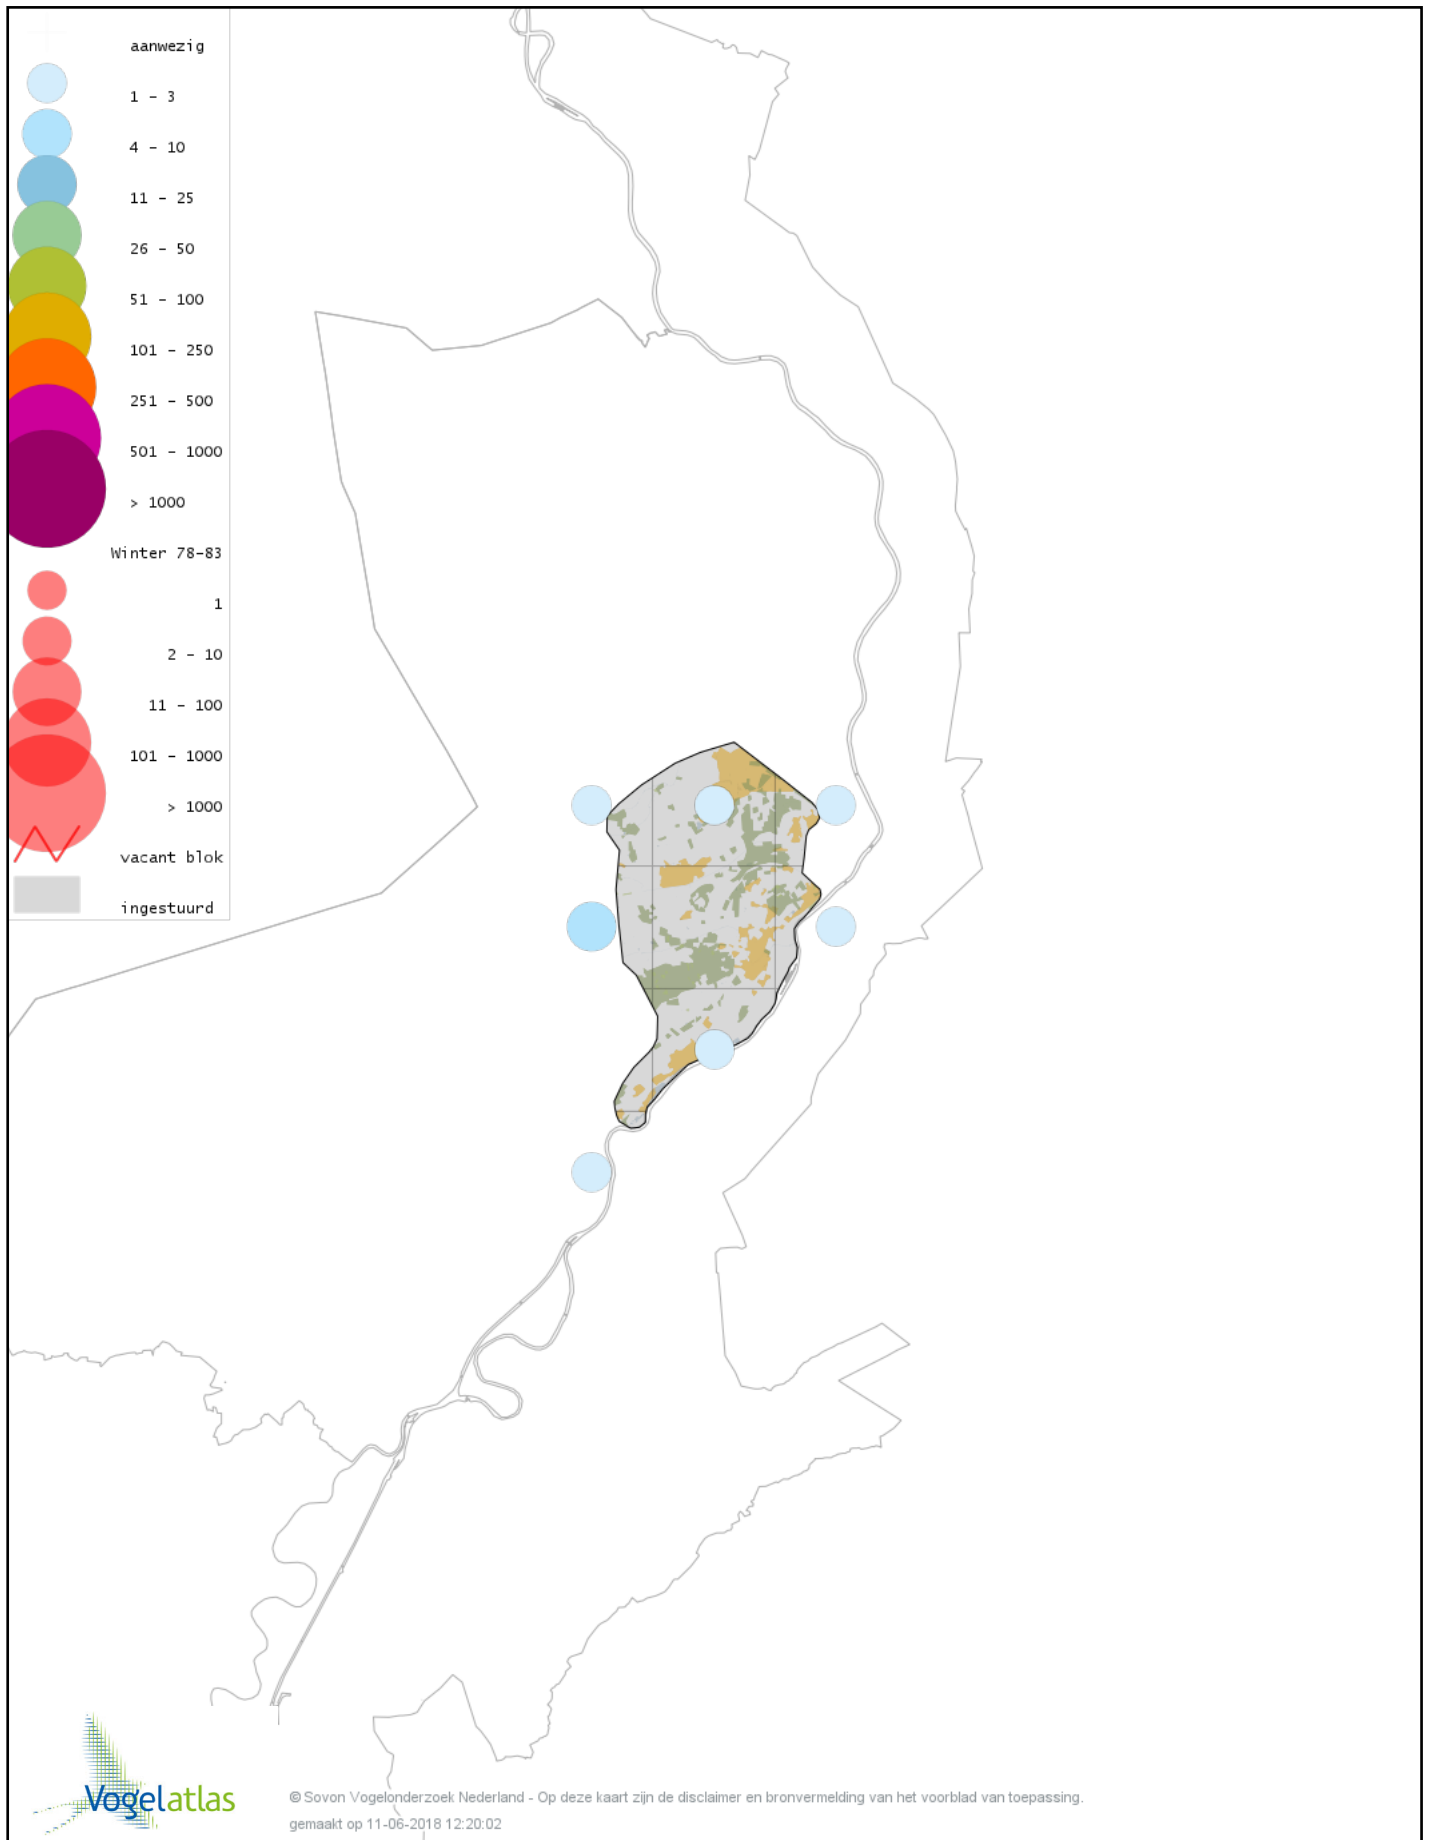 aanwezig
1 - 3
4 - 10
11 - 25
26 - 50
51 - 100
101 - 250
251 - 500
501 - 1000
> 1000
Winter 78-83
1
2 - 10
11 - 100
101 - 1000
> 1000
vacant blok
ingestuurd
Vogelatlas
© Sovon Vogelonderzoek Nederland - Op deze kaart zijn de disclaimer en bronvermelding van het voorblad van toepassing.
gemaakt op 11-06-2018 12:20:02